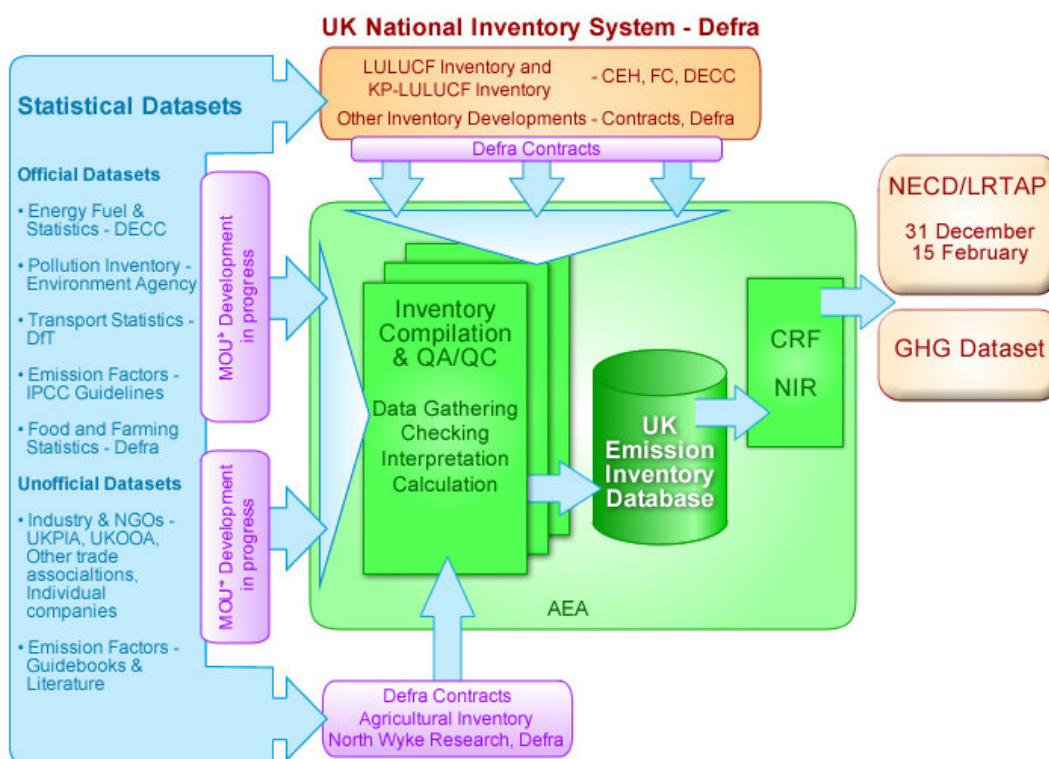 UK National Inventory System - Defra
LULUCF Inventory and
KP-LULUCF Inventory
- CEH, FC, DECC
Other Inventory Developments - Contracts, Defra
Defra Contracts
Statistical Datasets
Official Datasets
• Energy Fuel &
Statistics - DECC
• Pollution Inventory -
Environment Agency
• Transport Statistics -
DfT
• Emission Factors -
IPCC Guidelines
• Food and Farming
Statistics - Defra
Unofficial Datasets
• Industry & NGOs -
UKPIA, UKOOA,
Other trade
associaltions,
Individual
companies
• Emission Factors -
Guidebooks &
Literature
MOU* Development
in progress
MOU* Development
in progress
Inventory
Compilation
& QA/QC
Data Gathering
Checking
Interpretation
Calculation
UK
Emission
Inventory
Database
CRF
NIR
AEA
NECD/LRTAP
31 December
15 February
GHG Dataset
Defra Contracts
Agricultural Inventory
North Wyke Research, Defra